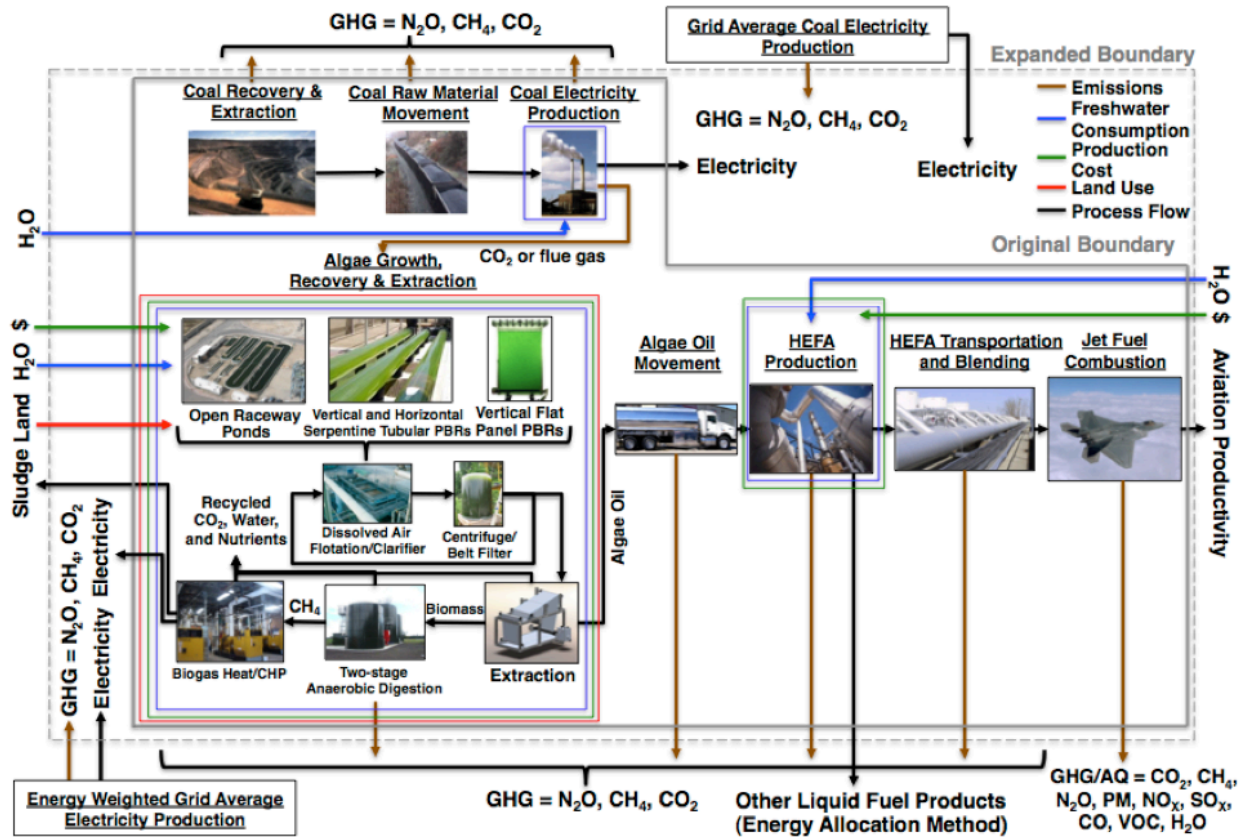 GHG = N₂O, CH₄, CO₂
Grid Average Coal Electricity
Production
Expanded Boundary
Coal Recovery &
Extraction
Coal Raw Material
Movement
Coal Electricity
Production
GHG = N₂O, CH₄, CO₂
Electricity
Electricity
Emissions
Freshwater
Consumption
Production
Cost
Land Use
Process Flow
Original Boundary
H₂O
CO₂ or flue gas
Algae Growth,
Recovery & Extraction
H₂O
$
$
H₂O
Land
Sludge
Open Raceway
Ponds
Vertical and Horizontal
Serpentine Tubular PBRs
Vertical Flat
Panel PBRs
Algae Oil
Movement
HEFA
Production
HEFA Transportation
and Blending
Jet Fuel
Combustion
Aviation Productivity
Recycled
CO₂, Water,
and Nutrients
Dissolved Air
Flotation/Clarifier
Centrifuge/
Belt Filter
Algae Oil
CH₄
Biomass
Biogas Heat/CHP
Two-stage
Anaerobic Digestion
Extraction
GHG = N₂O, CH₄, CO₂
Electricity
Electricity
Energy Weighted Grid Average
Electricity Production
GHG = N₂O, CH₄, CO₂
Other Liquid Fuel Products
(Energy Allocation Method)
GHG/AQ = CO₂, CH₄,
N₂O, PM, NOₓ, SOₓ,
CO, VOC, H₂O